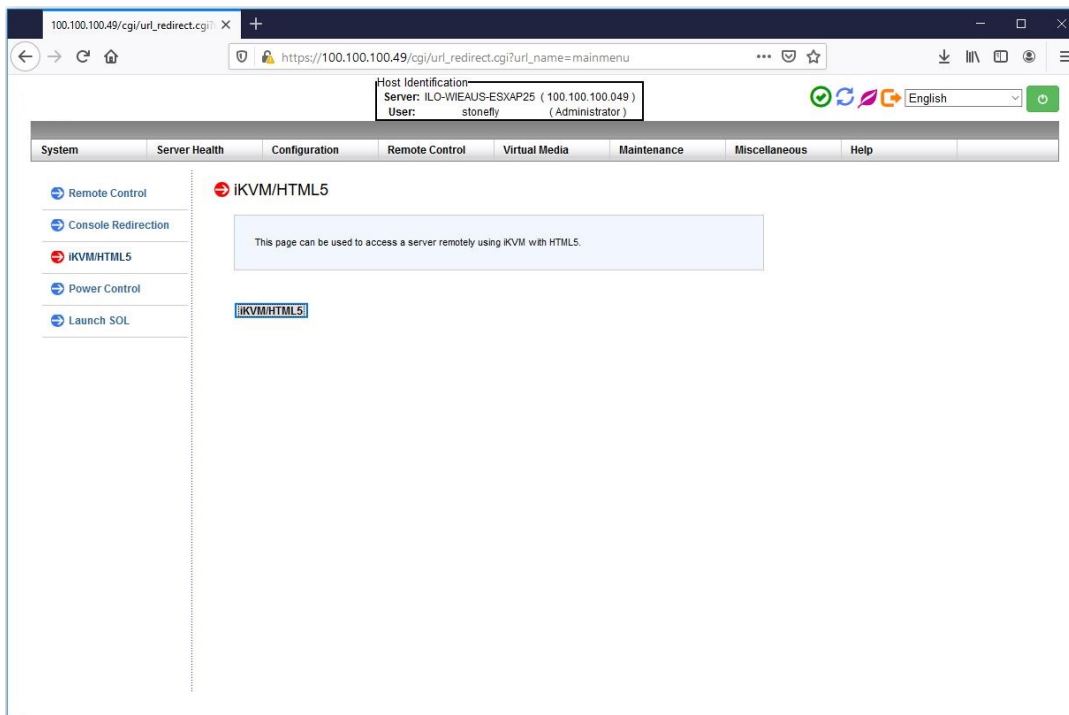 100.100.100.49/cgi/url_redirect.cgi?
https://100.100.100.49/cgi/url_redirect.cgi?url_name=mainmenu
Host Identification
Server: ILO-WIEAUS-ESXAP25 ( 100.100.100.049 )
User: stonefly ( Administrator )
English
System Server Health Configuration Remote Control Virtual Media Maintenance Miscellaneous Help
Remote Control
Console Redirection
iKVM/HTML5
Power Control
Launch SOL
iKVM/HTML5
This page can be used to access a server remotely using iKVM with HTML5.
iKVM/HTML5